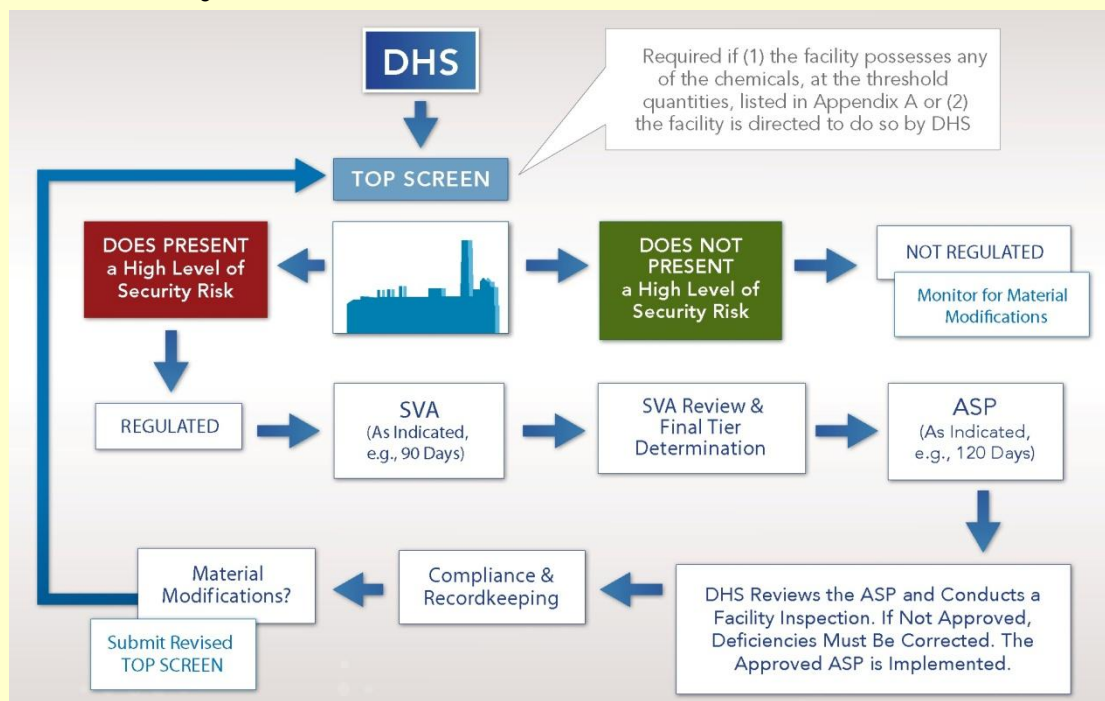 DHS
Required if (1) the facility possesses any
of the chemicals, at the threshold
quantities, listed in Appendix A or (2)
the facility is directed to do so by DHS
TOP SCREEN
DOES PRESENT
a High Level of
Security Risk
DOES NOT
PRESENT
a High Level of
Security Risk
NOT REGULATED
Monitor for Material
Modifications
REGULATED
SVA
(As Indicated,
e.g., 90 Days)
SVA Review &
Final Tier
Determination
ASP
(As Indicated,
e.g., 120 Days)
DHS Reviews the ASP and Conducts a
Facility Inspection. If Not Approved,
Deficiencies Must Be Corrected. The
Approved ASP is Implemented.
Compliance &
Recordkeeping
Material
Modifications?
Submit Revised
TOP SCREEN